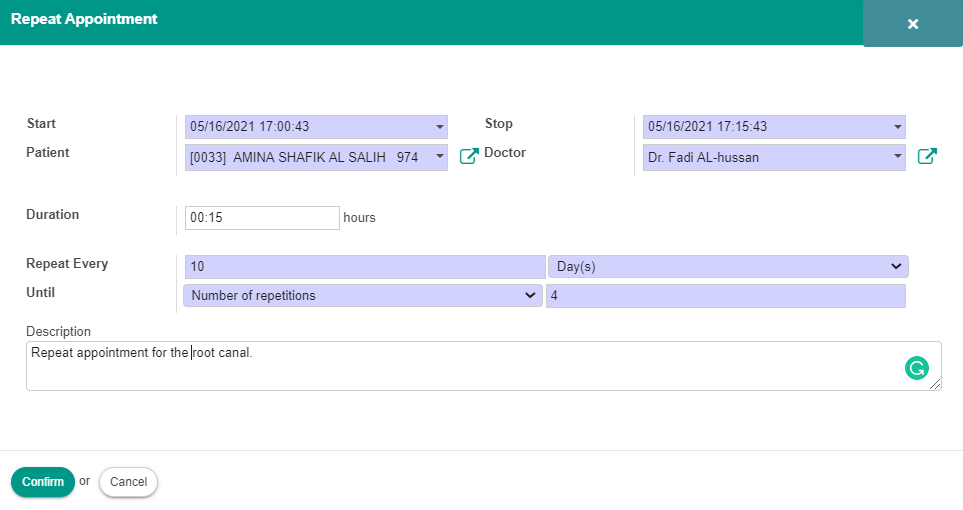 Repeat Appointment
×
Start 05/16/2021 17:00:43 Stop 05/16/2021 17:15:43
Patient [0033] AMINA SHAFIK AL SALIH 974 Doctor Dr. Fadi AL-hussan
Duration 00:15 hours
Repeat Every 10 Day(s)
Until Number of repetitions 4
Description
Repeat appointment for the root canal.
Confirm or Cancel